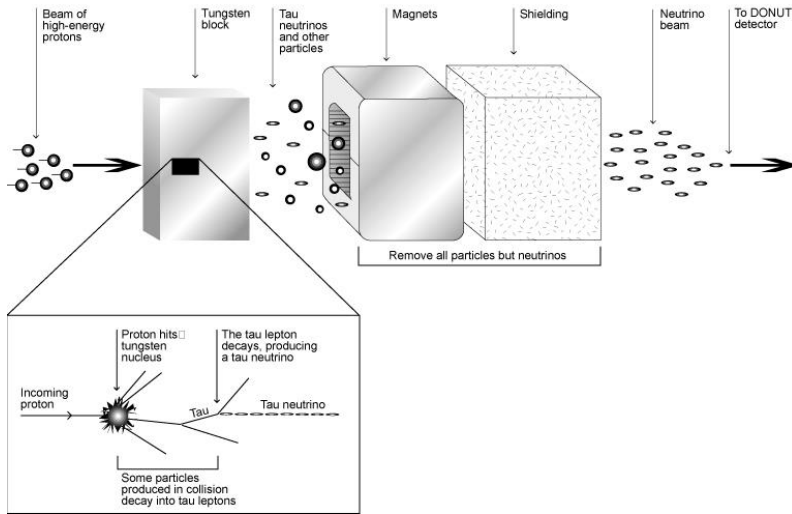 Beam of
high-energy
protons
Tungsten
block
Tau
neutrinos
and other
particles
Magnets
Shielding
Neutrino
beam
To DONUT
detector
Remove all particles but neutrinos
Proton hits□
tungsten
nucleus
The tau lepton
decays, producing
a tau neutrino
Incoming
proton
Tau
Tau neutrino
Some particles
produced in collision
decay into tau leptons